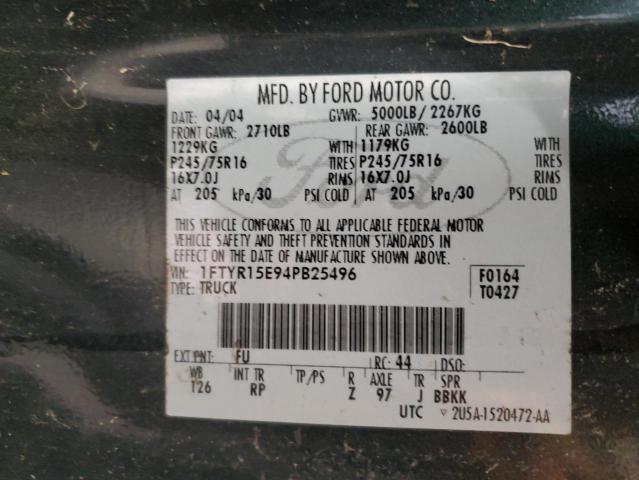 MFD. BY FORD MOTOR CO.
DATE: 04/04 GVWR: 5000LB/ 2267KG
FRONT GAWR: 2710LB REAR GAWR: 2600LB
1229KG WITH 1179KG WITH
P245/75R16 TIRES P245/75R16 TIRES
16X7.0J RIMS 16X7.0J RIMS
AT 205 kPa/30 PSI COLD AT 205 kPa/30 PSI COLD
THIS VEHICLE CONFORMS TO ALL APPLICABLE FEDERAL MOTOR
VEHICLE SAFETY AND THEFT PREVENTION STANDARDS IN
EFFECT ON THE DATE OF MANUFACTURE SHOWN ABOVE.
VIN: 1FTYR15E94PB25496 F0164
TYPE: TRUCK T0427
EXT PNT: FU RC: 44 DSO:
WB INT TR TP/PS R AXLE TR SPR
126 RP Z 97 J BBKK
UTC ▽ 2U5A-1520472-AA
Ford